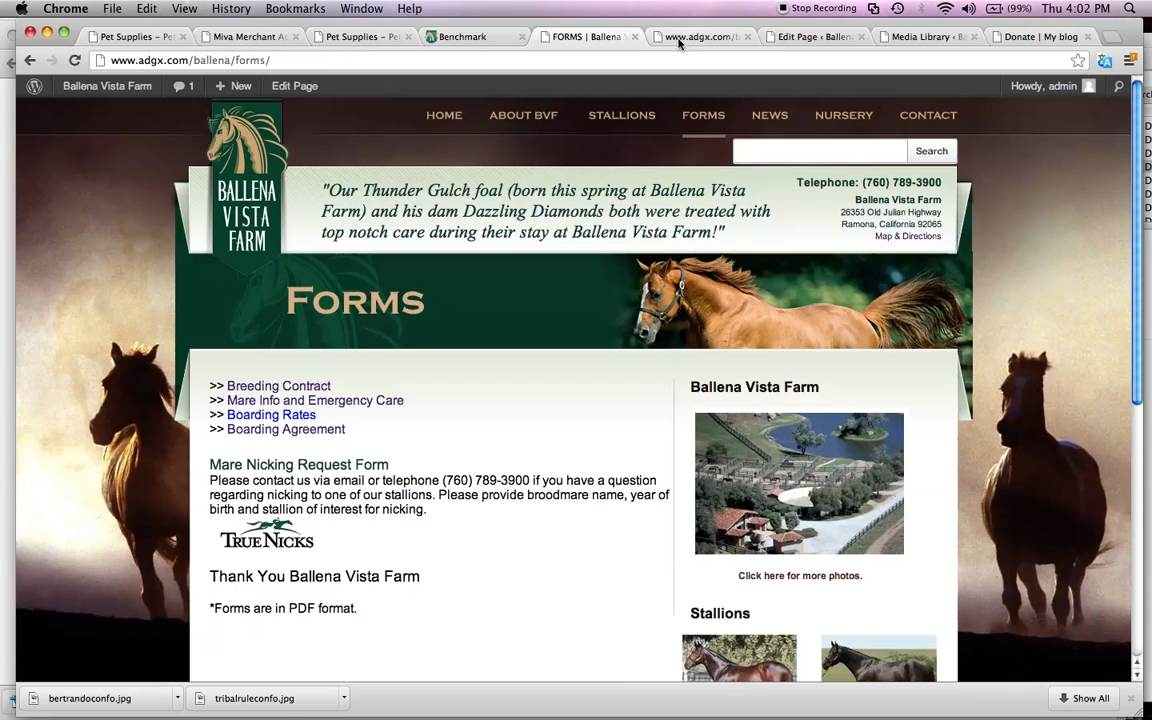 Chrome File Edit View History Bookmarks Window Help Stop Recording (99%) Thu 4:02 PM
Pet Supplies - Miva Merchant Ad Pet Supplies - Benchmark FORMS | Ballena www.adgx.com/b Edit Page ‹ Ballena Media Library ‹ Ba Donate | My blog
www.adgx.com/ballena/forms/
Ballena Vista Farm 1 + New Edit Page Howdy, admin
HOME ABOUT BVF STALLIONS FORMS NEWS NURSERY CONTACT
Search
BALLENA
VISTA
FARM
"Our Thunder Gulch foal (born this spring at Ballena Vista
Farm) and his dam Dazzling Diamonds both were treated with
top notch care during their stay at Ballena Vista Farm!"
Telephone: (760) 789-3900
Ballena Vista Farm
26353 Old Julian Highway
Ramona, California 92065
Map & Directions
FORMS
>> Breeding Contract
>> Mare Info and Emergency Care
>> Boarding Rates
>> Boarding Agreement
Mare Nicking Request Form
Please contact us via email or telephone (760) 789-3900 if you have a question
regarding nicking to one of our stallions. Please provide broodmare name, year of
birth and stallion of interest for nicking.
TRUENICKS
Thank You Ballena Vista Farm
*Forms are in PDF format.
Ballena Vista Farm
Click here for more photos.
Stallions
bertrandoconfo.jpg tribalruleconfo.jpg Show All